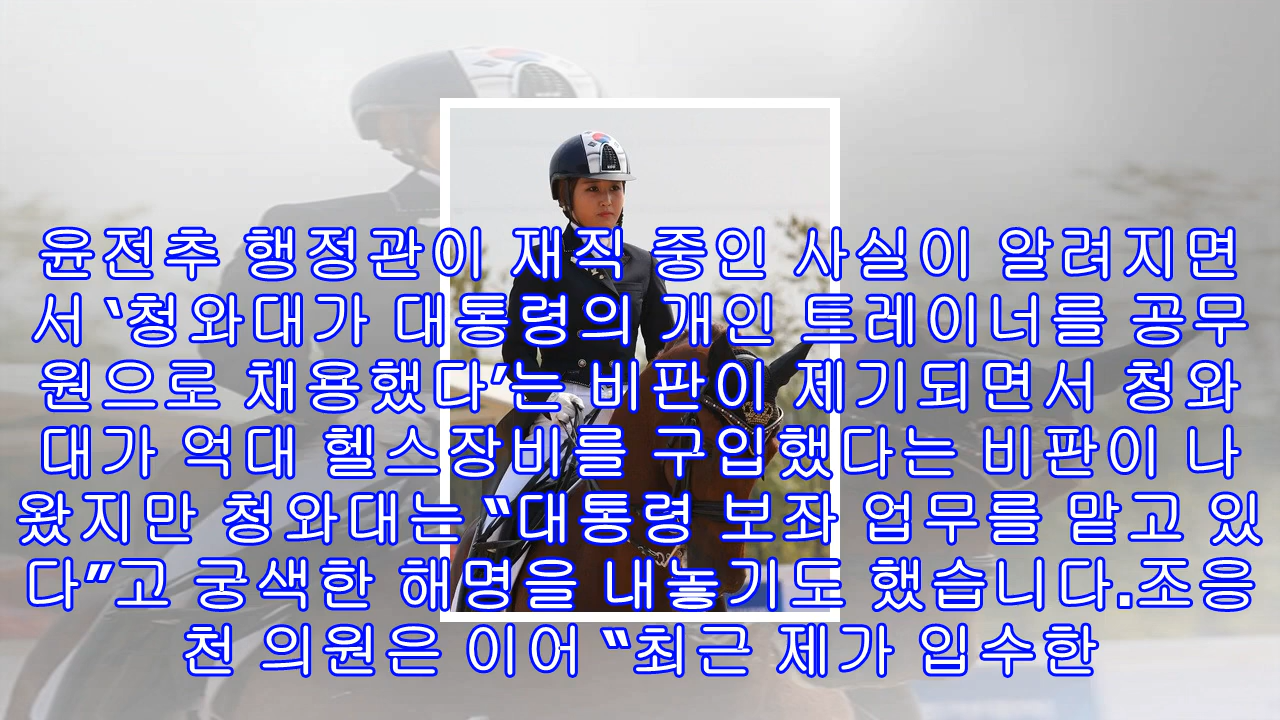 윤전추 행정관이 재직 중인 사실이 알려지면
서 ‘청와대가 대통령의 개인 트레이너를 공무
원으로 채용했다’는 비판이 제기되면서 청와
대가 억대 헬스장비를 구입했다는 비판이 나
왔지만 청와대는 “대통령 보좌 업무를 맡고 있
다”고 궁색한 해명을 내놓기도 했습니다.조응
천 의원은 이어 “최근 제가 입수한